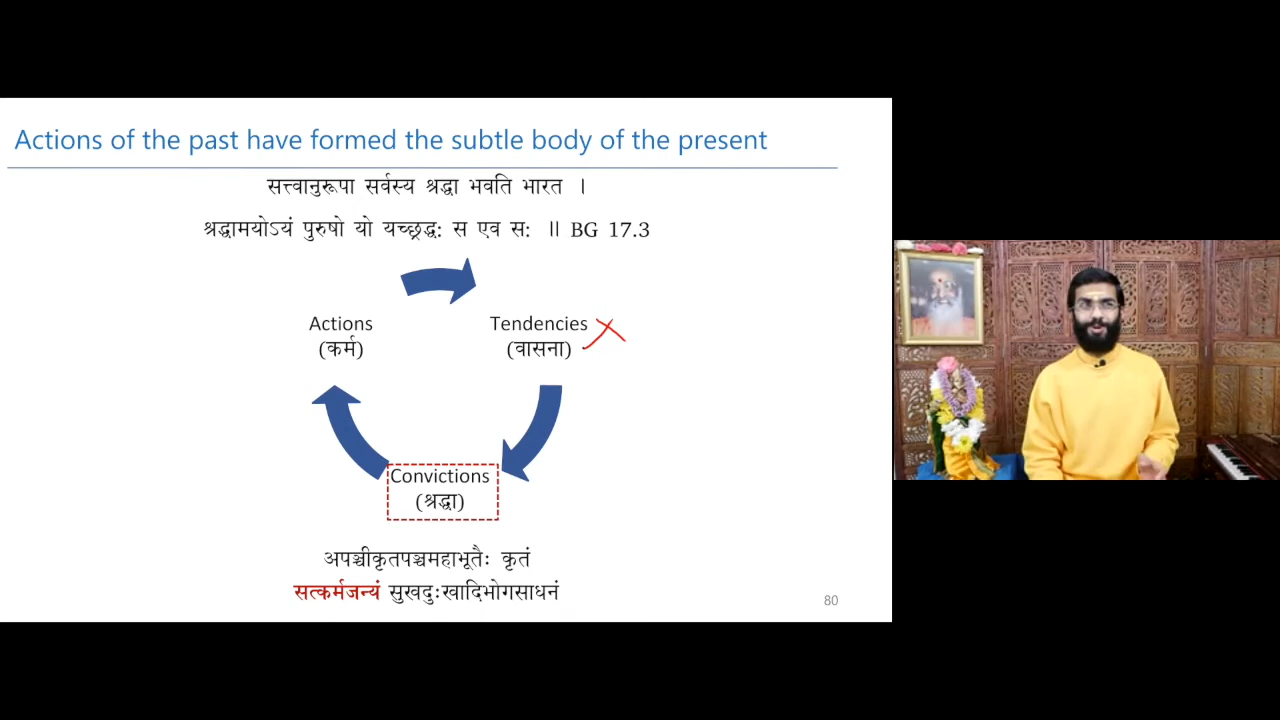 Actions of the past have formed the subtle body of the present
सत्त्वानुरूपा सर्वस्य श्रद्धा भवति भारत ।
श्रद्धामयोऽयं पुरुषो यो यच्छ्रद्ध: स एव स: ॥ BG 17.3
Actions
(कर्म)
Tendencies
(वासना)
Convictions
(श्रद्धा)
अपञ्चीकृतपञ्चमहाभूतैः कृतं
सत्कर्मजन्यं सुखदुःखादिभोगसाधनं
80